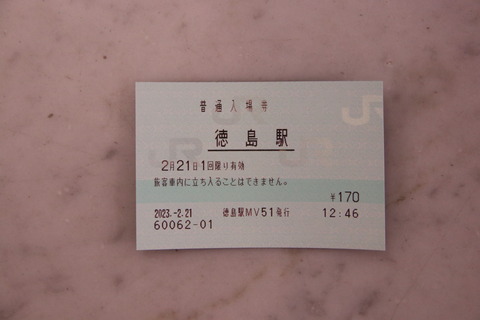 普通入場券
徳島駅
2月21日1回限り有効
旅客車内に立ち入ることはできません。
¥170
2023.-2.21 徳島駅MV51発行 12:46
60062-01